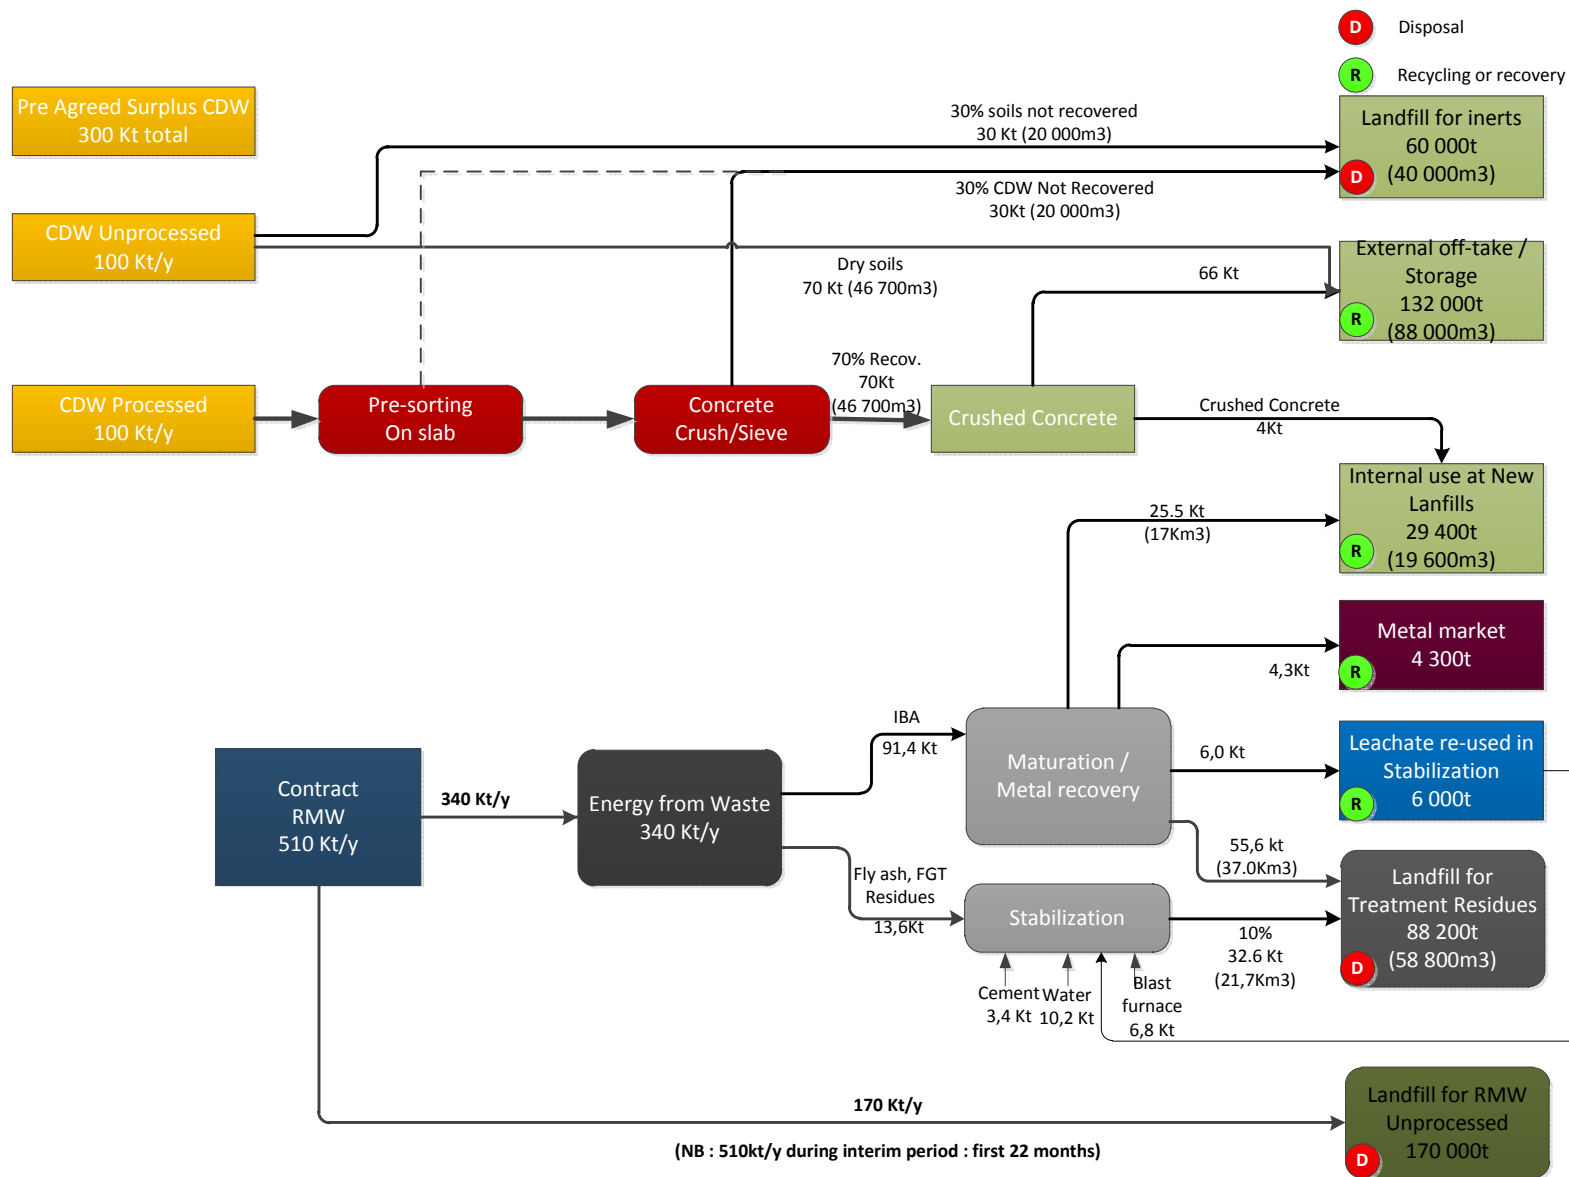 D Disposal
R Recycling or recovery
Pre Agreed Surplus CDW
300 Kt total
30% soils not recovered
30 Kt (20 000m3)
Landfill for inerts
60 000t
(40 000m3)
D
30% CDW Not Recovered
30Kt (20 000m3)
CDW Unprocessed
100 Kt/y
Dry soils
70 Kt (46 700m3)
66 Kt
External off-take /
Storage
132 000t
(88 000m3)
R
CDW Processed
100 Kt/y
Pre-sorting
On slab
Concrete
Crush/Sieve
70% Recov.
70Kt
(46 700m3)
Crushed Concrete
Crushed Concrete
4Kt
Internal use at New
Lanfills
29 400t
(19 600m3)
R
25.5 Kt
(17Km3)
Metal market
4 300t
R
4,3Kt
IBA
91,4 Kt
Maturation /
Metal recovery
6,0 Kt
Leachate re-used in
Stabilization
6 000t
R
Contract
RMW
510 Kt/y
340 Kt/y
Energy from Waste
340 Kt/y
55,6 kt
(37.0Km3)
Fly ash, FGT
Residues
13,6Kt
Stabilization
10%
32.6 Kt
(21,7Km3)
Landfill for
Treatment Residues
88 200t
(58 800m3)
D
Cement
3,4 Kt
Water
10,2 Kt
Blast
furnace
6,8 Kt
170 Kt/y
(NB : 510kt/y during interim period : first 22 months)
Landfill for RMW
Unprocessed
170 000t
D